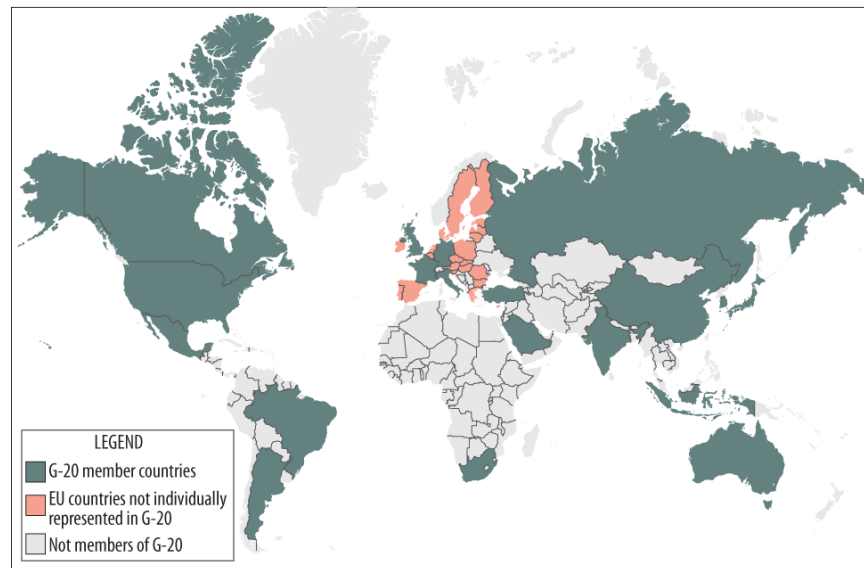 LEGEND
G-20 member countries
EU countries not individually
represented in G-20
Not members of G-20